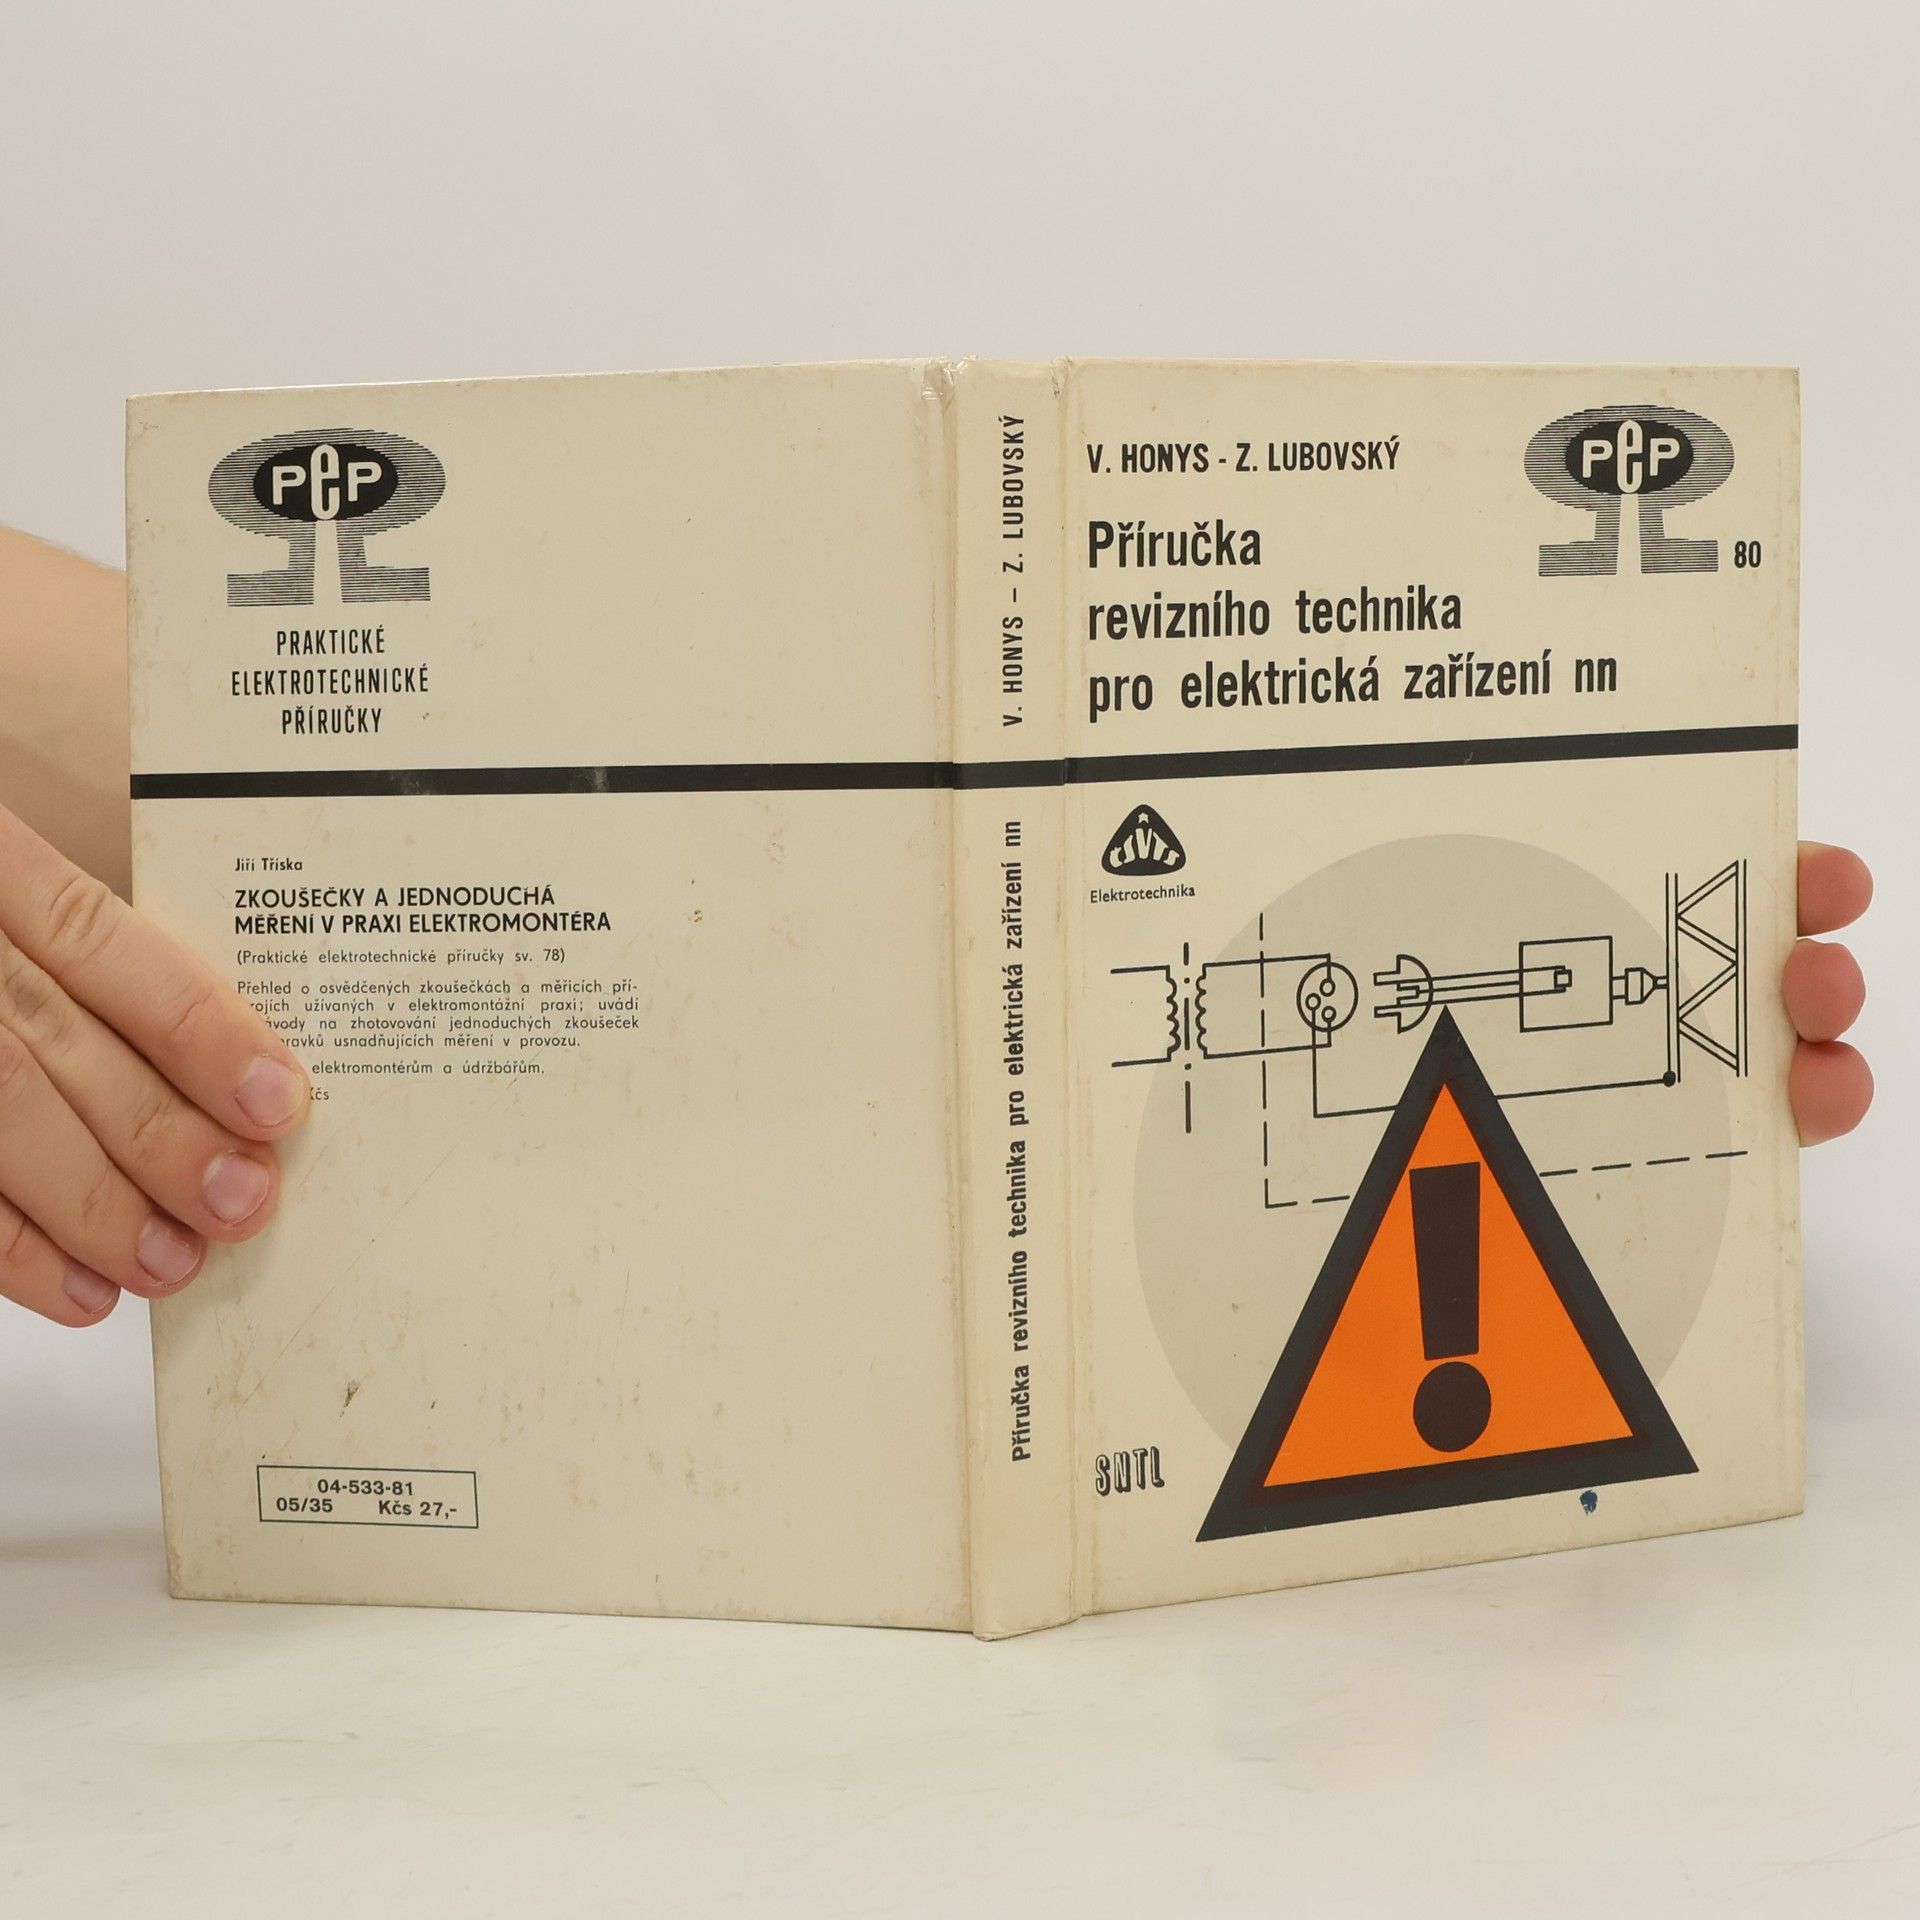 PeP
PRAKTICKÉ
ELEKTROTECHNICKÉ
PŘÍRUČKY
Jiří Tříska
ZKOUŠEČKY A JEDNODUCHÁ
MĚŘENÍ V PRAXI ELEKTROMONTÉRA
(Praktické elektrotechnické příručky sv. 78)
Přehled o osvědčených zkoušečkách a měřicích pří-
užívaných v elektromontážní praxi; uvádí
na zhotovování jednoduchých zkoušeček
usnadňujících měření v provozu.
elektromontérům a údržbářům.
Kčs
04-533-81
05/35 Kčs 27,-
V. HONYS – Z. LUBOVSKÝ
Příručka revizního technika pro elektrická zařízení nn
V. HONYS - Z. LUBOVSKÝ
PeP
80
Příručka
revizního technika
pro elektrická zařízení nn
ČSVTS
Elektrotechnika
!
SNTL